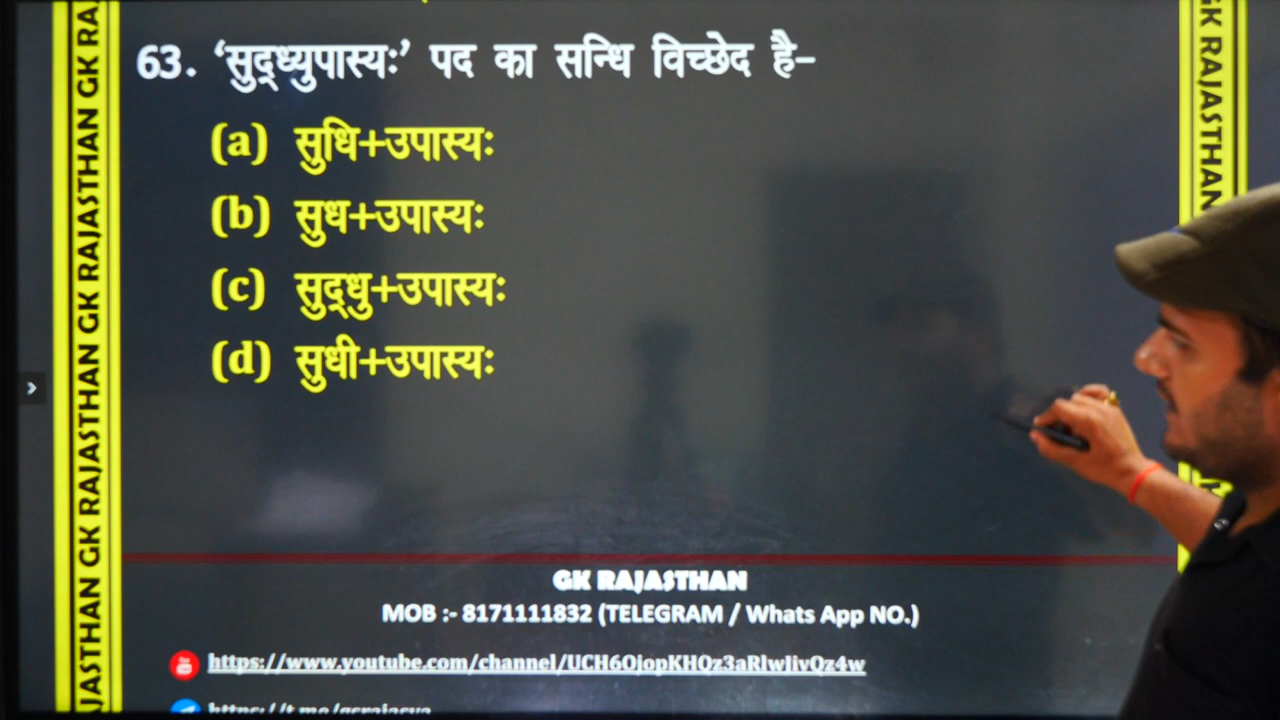 63. ‘सुद्ध्युपास्यः’ पद का सन्धि विच्छेद है–
(a) सुधि+उपास्यः
(b) सुध+उपास्यः
(c) सुद्धु+उपास्यः
(d) सुधी+उपास्यः
GK RAJASTHAN
MOB :- 8171111832 (TELEGRAM / Whats App NO.)
https://www.youtube.com/channel/UCH6OjopKHQz3aRlwJivQz4w
JASTHAN GK RAJASTHAN GK RAJASTHAN GK RA
GK RAJASTHAN